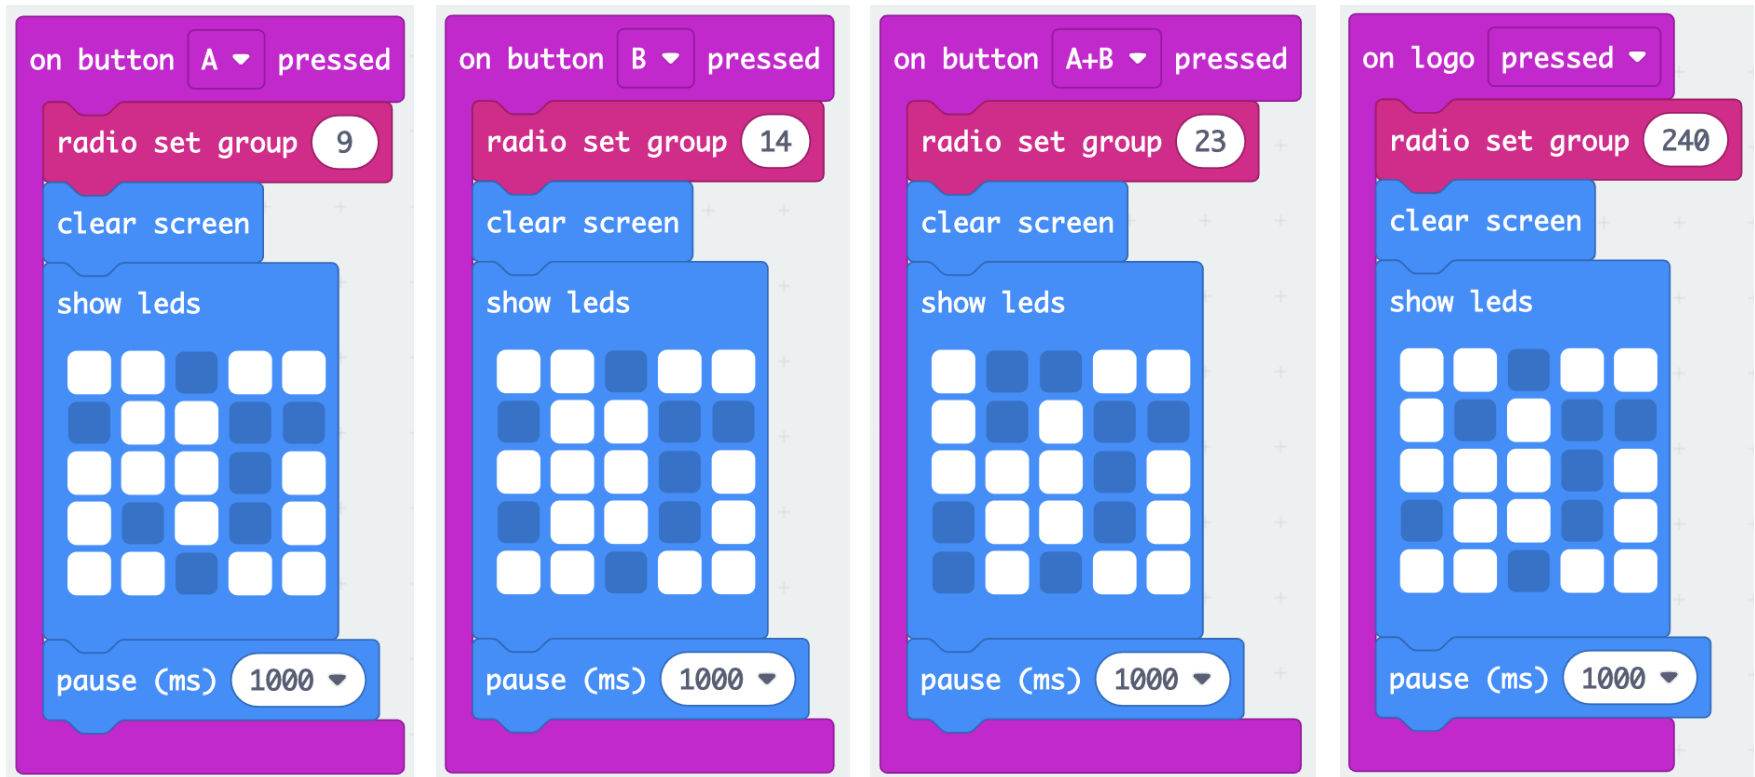 on button A pressed
radio set group 9
clear screen
show leds
pause (ms) 1000
on button B pressed
radio set group 14
clear screen
show leds
pause (ms) 1000
on button A+B pressed
radio set group 23
clear screen
show leds
pause (ms) 1000
on logo pressed
radio set group 240
clear screen
show leds
pause (ms) 1000